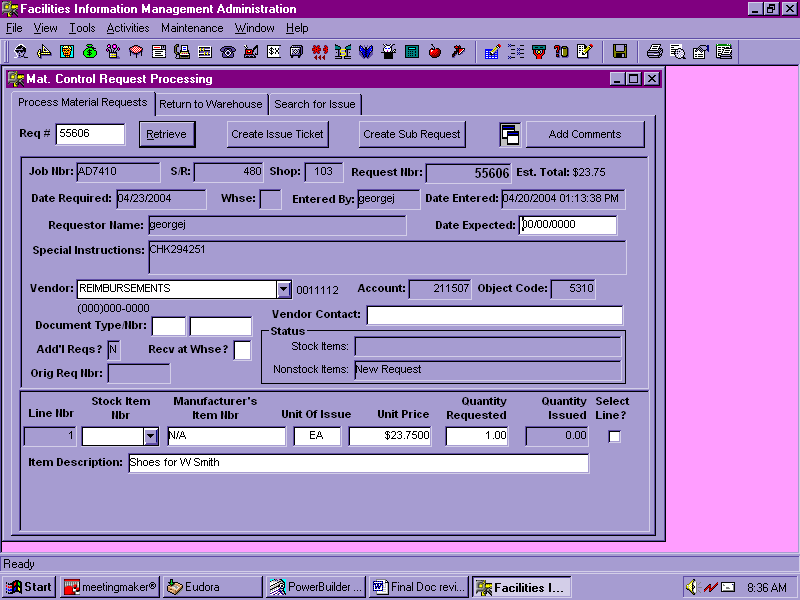 Facilities Information Management Administration
File View Tools Activities Maintenance Window Help
Mat. Control Request Processing
Process Material Requests Return to Warehouse Search for Issue
Req # 55606 Retrieve Create Issue Ticket Create Sub Request Add Comments
Job Nbr: AD7410 S/R: 480 Shop: 103 Request Nbr: 55606 Est. Total: $23.75
Date Required: 04/23/2004 Whse: Entered By: georgej Date Entered: 04/20/2004 01:13:38 PM
Requestor Name: georgej Date Expected: 00/00/0000
Special Instructions: CHK294251
Vendor: REIMBURSEMENTS 0011112 Account: 211507 Object Code: 5310
(000)000-0000 Vendor Contact:
Document Type/Nbr:
Status
Add'l Reqs? N Recv at Whse? Stock Items:
Orig Req Nbr: Nonstock Items: New Request
Line Nbr Stock Item Nbr Manufacturer's Item Nbr Unit Of Issue Unit Price Quantity Requested Quantity Issued Select Line?
1 N/A EA $23.7500 1.00 0.00
Item Description: Shoes for W Smith
Ready
Start meetingmaker® Eudora PowerBuilder ... Final Doc revi... Facilities I... 8:36 AM